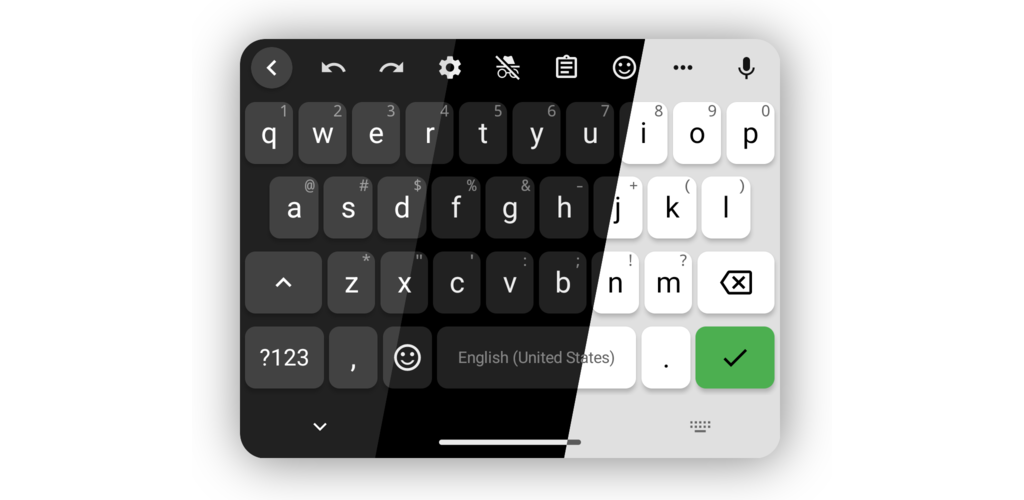 1 2 3 4 5 6 7 8 9 0
q w e r t y u i o p
@ # $ % & - + ( )
a s d f g h j k l
* " ' : ; ! ?
z x c v b n m
?123 , English (United States) .